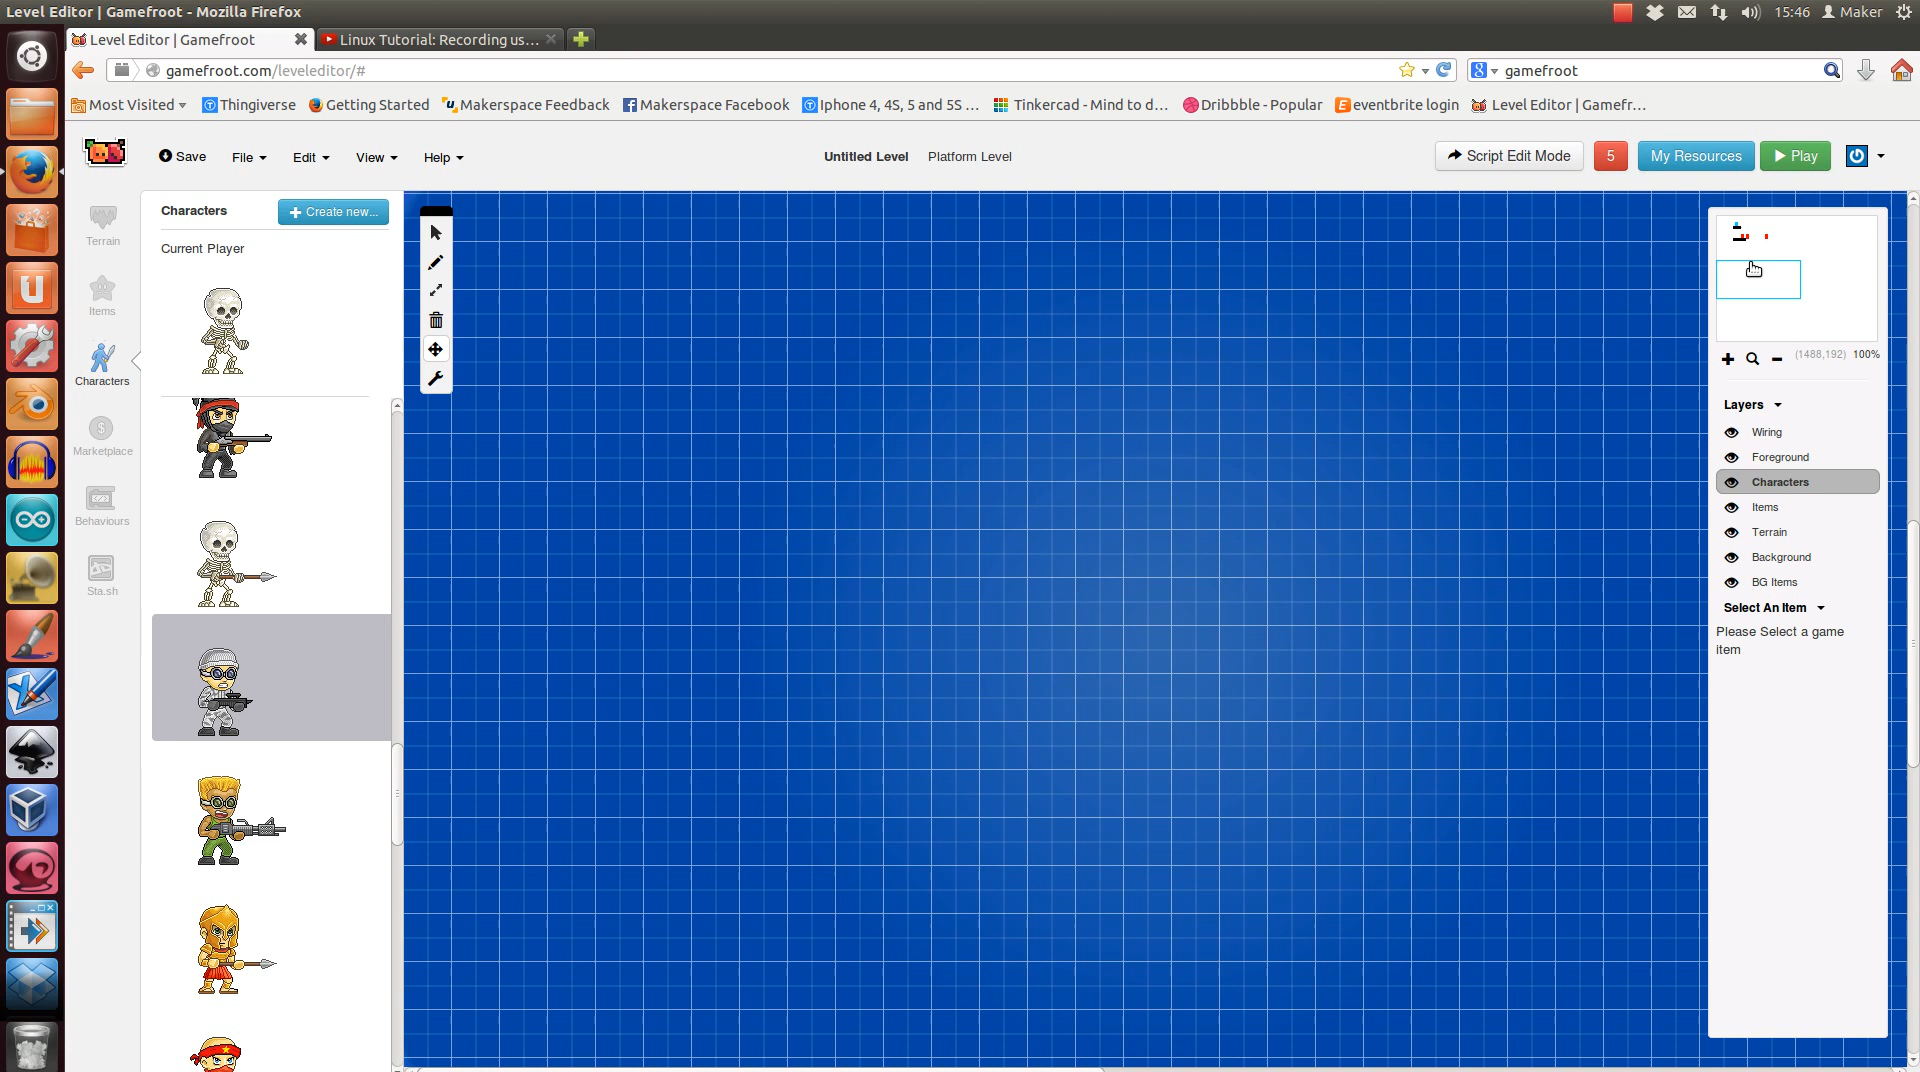 Level Editor | Gamefroot - Mozilla Firefox
15:46 Maker
Level Editor | Gamefroot
Linux Tutorial: Recording us...
gamefroot.com/leveleditor/#
gamefroot
Most Visited
Thingiverse
Getting Started
Makerspace Feedback
Makerspace Facebook
Iphone 4, 4S, 5 and 5S ...
Tinkercad - Mind to d...
Dribbble - Popular
eventbrite login
Level Editor | Gamefr...
Save
File
Edit
View
Help
Untitled Level
Platform Level
Script Edit Mode
5
My Resources
Play
Terrain
Items
Characters
Marketplace
Behaviours
Sta.sh
Characters
Create new...
Current Player
(1488,192) 100%
Layers
Wiring
Foreground
Characters
Items
Terrain
Background
BG Items
Select An Item
Please Select a game
item